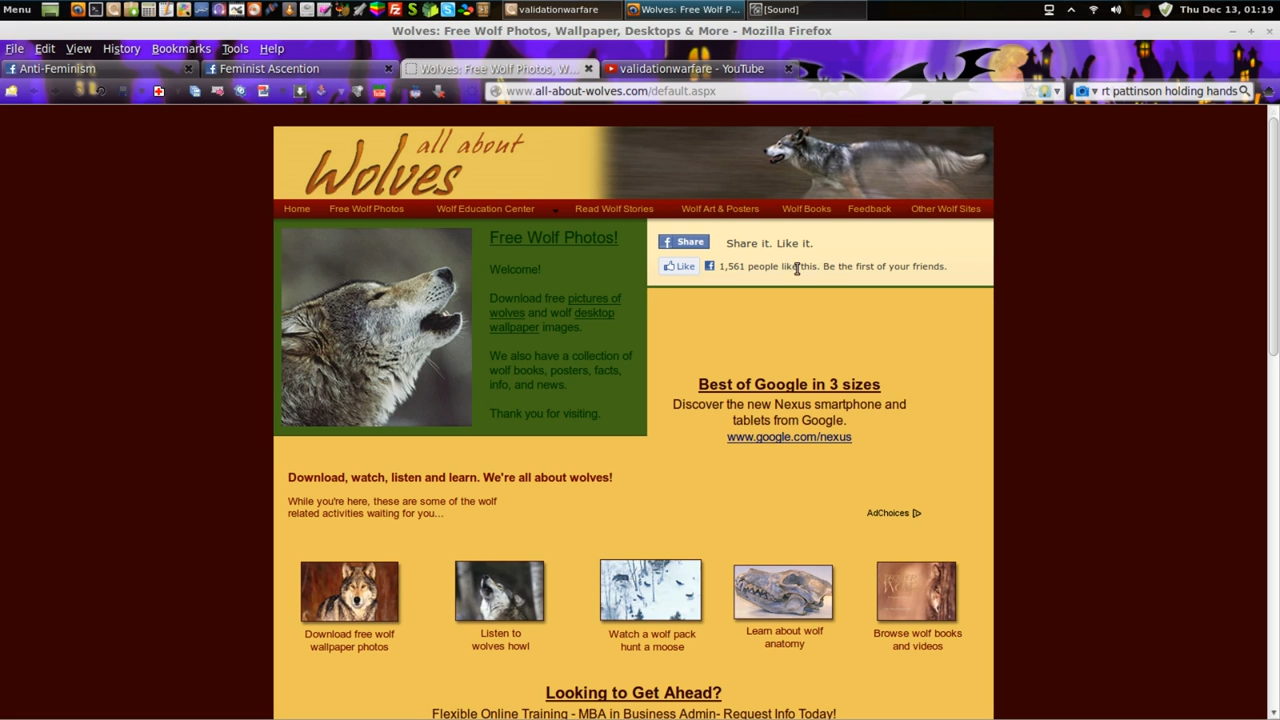 Menu
validationwarfare
Wolves: Free Wolf P...
[Sound]
Thu Dec 13, 01:19
Wolves: Free Wolf Photos, Wallpaper, Desktops & More - Mozilla Firefox
File Edit View History Bookmarks Tools Help
Anti-Feminism
Feminist Ascention
Wolves: Free Wolf Photos, W...
validationwarfare - YouTube
www.all-about-wolves.com/default.aspx
rt pattinson holding hands
all about
Wolves
Home
Free Wolf Photos
Wolf Education Center
Read Wolf Stories
Wolf Art & Posters
Wolf Books
Feedback
Other Wolf Sites
Free Wolf Photos!
Welcome!
Download free pictures of
wolves and wolf desktop
wallpaper images.
We also have a collection of
wolf books, posters, facts,
info, and news.
Thank you for visiting.
Share
Share it. Like it.
Like
1,561 people like this. Be the first of your friends.
Best of Google in 3 sizes
Discover the new Nexus smartphone and
tablets from Google.
www.google.com/nexus
AdChoices
Download, watch, listen and learn. We're all about wolves!
While you're here, these are some of the wolf
related activities waiting for you...
Download free wolf
wallpaper photos
Listen to
wolves howl
Watch a wolf pack
hunt a moose
Learn about wolf
anatomy
Browse wolf books
and videos
Looking to Get Ahead?
Flexible Online Training - MBA in Business Admin- Request Info Today!